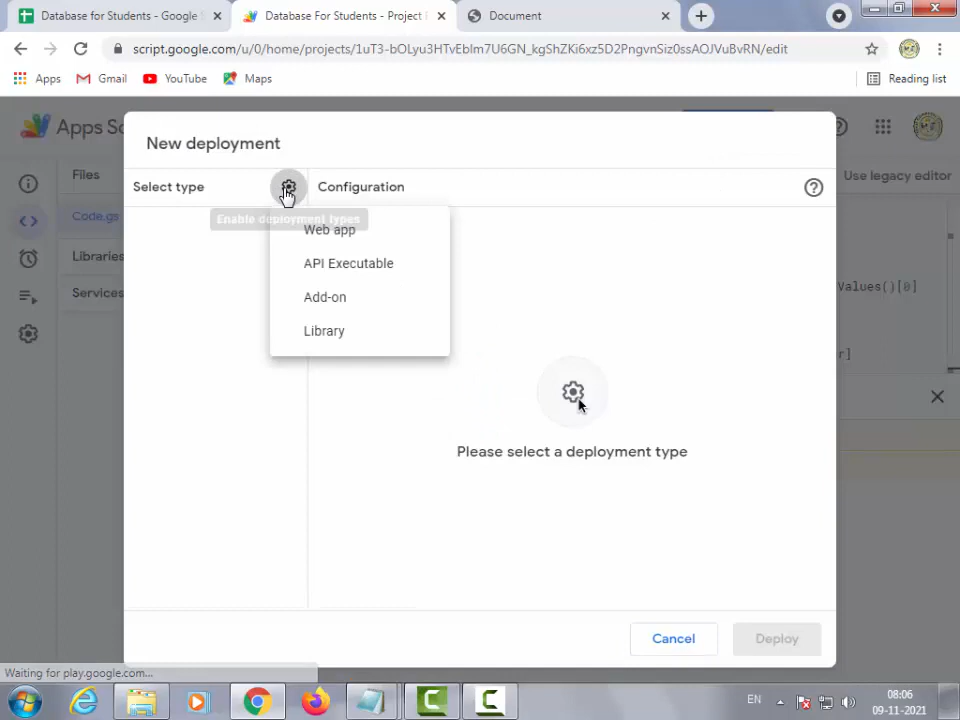 Database for Students - Google S
Database For Students - Project E
Document
script.google.com/u/0/home/projects/1uT3-bOLyu3HTvEblm7U6GN_kgShZKi6xz5D2PngvnSiz0ssAOJVuBvRN/edit
Apps
Gmail
YouTube
Maps
Reading list
Apps Sc
New deployment
Files
Use legacy editor
Select type
Configuration
Code.gs
Enable deployment types
Web app
Libraries
API Executable
Services
Values()[0]
Add-on
Library
r]
Please select a deployment type
Cancel
Deploy
Waiting for play.google.com...
EN
08:06
09-11-2021